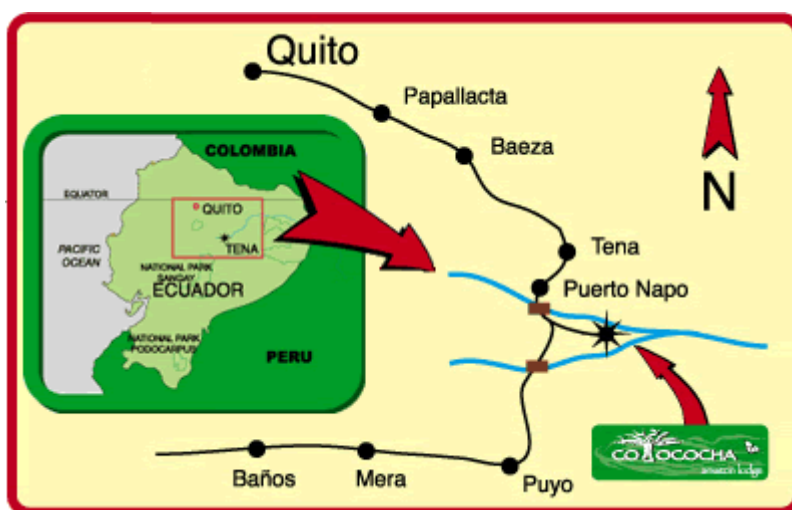 Quito
Papallacta
Baeza
N
Tena
Puerto Napo
COLOMBIA
EQUATOR
QUITO
PACIFIC
OCEAN
TENA
NATIONAL PARK
SANGAY
ECUADOR
NATIONAL PARK
PODOCARPUS
PERU
COTOCOCHA
amazon lodge
Baños
Mera
Puyo